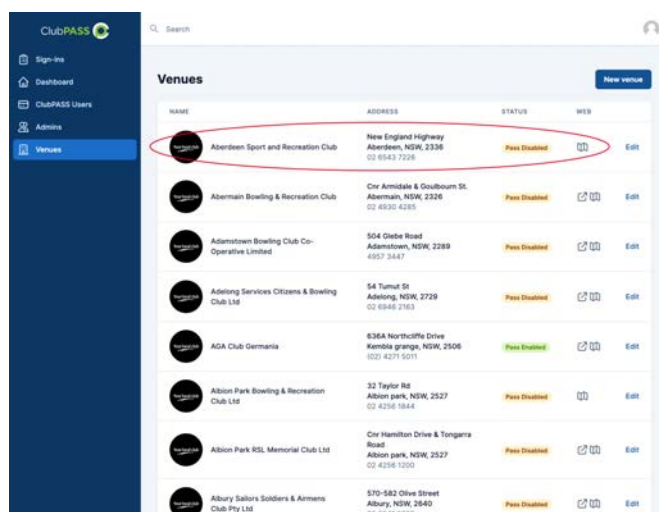 ClubPASS
Search
Sign-ins
Dashboard
ClubPASS Users
Admins
Venues
Venues
New venue
NAME ADDRESS STATUS WEB
Aberdeen Sport and Recreation Club
New England Highway
Aberdeen, NSW, 2336
02 6543 7226
Pass Disabled
Edit
Abermain Bowling & Recreation Club
Cnr Armidale & Goulbourn St.
Abermain, NSW, 2326
02 4930 4285
Pass Disabled
Edit
Adamstown Bowling Club Co-
Operative Limited
504 Glebe Road
Adamstown, NSW, 2289
4957 3447
Pass Disabled
Edit
Adelong Services Citizens & Bowling
Club Ltd
54 Tumut St
Adelong, NSW, 2729
02 6946 2163
Pass Disabled
Edit
AGA Club Germania
636A Northcliffe Drive
Kembla grange, NSW, 2506
(02) 4271 5011
Pass Enabled
Edit
Albion Park Bowling & Recreation
Club Ltd
32 Taylor Rd
Albion park, NSW, 2527
02 4256 1844
Pass Disabled
Edit
Albion Park RSL Memorial Club Ltd
Cnr Hamilton Drive & Tongarra
Road
Albion park, NSW, 2527
02 4256 1200
Pass Disabled
Edit
Albury Sailors Soldiers & Airmens
Club Pty Ltd
570-582 Olive Street
Albury, NSW, 2640
Pass Disabled
Edit